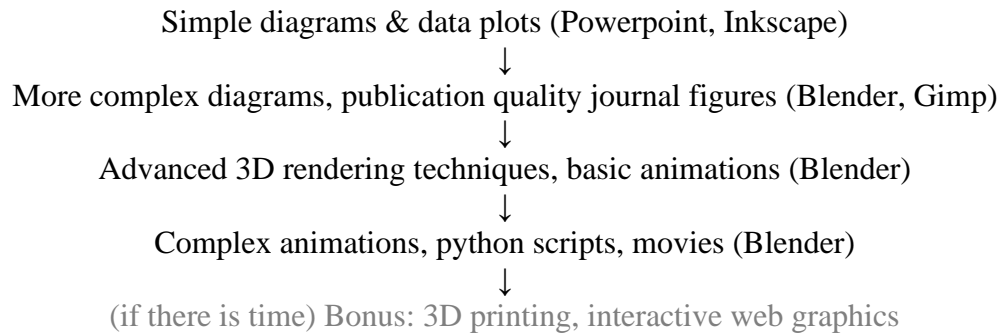 Simple diagrams & data plots (Powerpoint, Inkscape)
↓
More complex diagrams, publication quality journal figures (Blender, Gimp)
↓
Advanced 3D rendering techniques, basic animations (Blender)
↓
Complex animations, python scripts, movies (Blender)
↓
(if there is time) Bonus: 3D printing, interactive web graphics